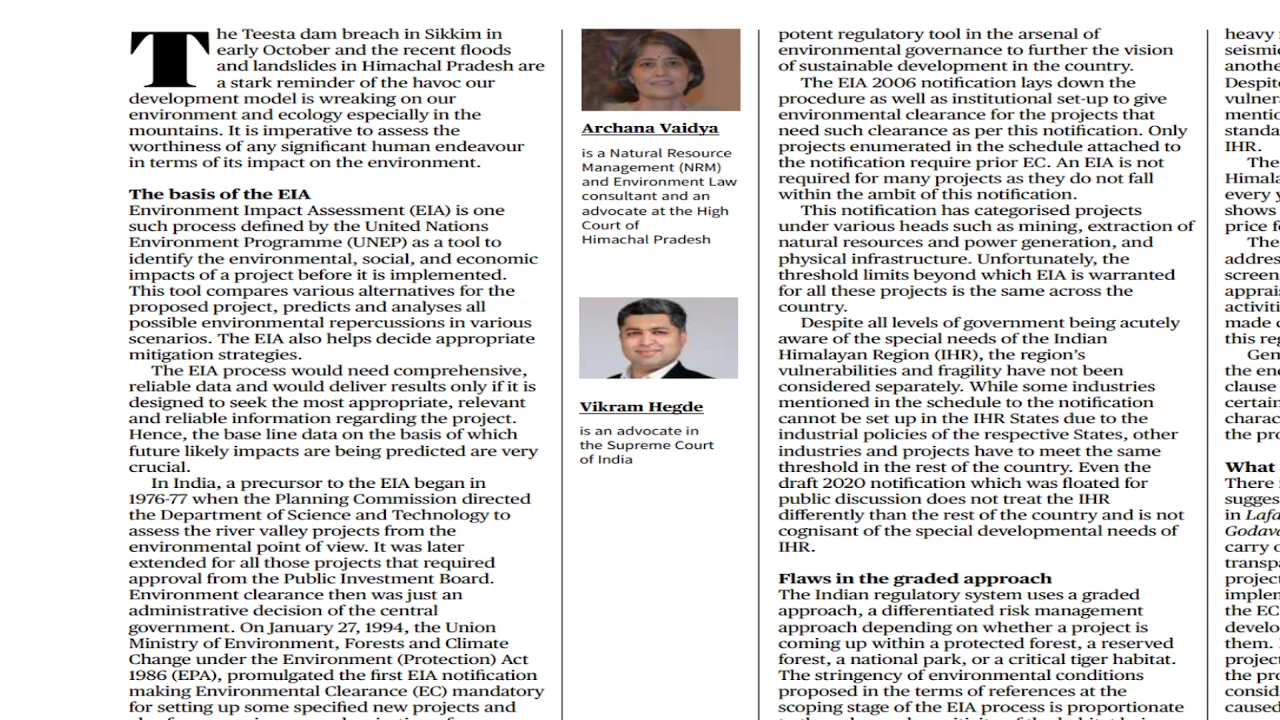 The Teesta dam breach in Sikkim in
early October and the recent floods
and landslides in Himachal Pradesh are
a stark reminder of the havoc our
development model is wreaking on our
environment and ecology especially in the
mountains. It is imperative to assess the
worthiness of any significant human endeavour
in terms of its impact on the environment.
The basis of the EIA
Environment Impact Assessment (EIA) is one
such process defined by the United Nations
Environment Programme (UNEP) as a tool to
identify the environmental, social, and economic
impacts of a project before it is implemented.
This tool compares various alternatives for the
proposed project, predicts and analyses all
possible environmental repercussions in various
scenarios. The EIA also helps decide appropriate
mitigation strategies.
The EIA process would need comprehensive,
reliable data and would deliver results only if it is
designed to seek the most appropriate, relevant
and reliable information regarding the project.
Hence, the base line data on the basis of which
future likely impacts are being predicted are very
crucial.
In India, a precursor to the EIA began in
1976-77 when the Planning Commission directed
the Department of Science and Technology to
assess the river valley projects from the
environmental point of view. It was later
extended for all those projects that required
approval from the Public Investment Board.
Environment clearance then was just an
administrative decision of the central
government. On January 27, 1994, the Union
Ministry of Environment, Forests and Climate
Change under the Environment (Protection) Act
1986 (EPA), promulgated the first EIA notification
making Environmental Clearance (EC) mandatory
for setting up some specified new projects and
Archana Vaidya
is a Natural Resource
Management (NRM)
and Environment Law
consultant and an
advocate at the High
Court of
Himachal Pradesh
Vikram Hegde
is an advocate in
the Supreme Court
of India
potent regulatory tool in the arsenal of
environmental governance to further the vision
of sustainable development in the country.
The EIA 2006 notification lays down the
procedure as well as institutional set-up to give
environmental clearance for the projects that
need such clearance as per this notification. Only
projects enumerated in the schedule attached to
the notification require prior EC. An EIA is not
required for many projects as they do not fall
within the ambit of this notification.
This notification has categorised projects
under various heads such as mining, extraction of
natural resources and power generation, and
physical infrastructure. Unfortunately, the
threshold limits beyond which EIA is warranted
for all these projects is the same across the
country.
Despite all levels of government being acutely
aware of the special needs of the Indian
Himalayan Region (IHR), the region's
vulnerabilities and fragility have not been
considered separately. While some industries
mentioned in the schedule to the notification
cannot be set up in the IHR States due to the
industrial policies of the respective States, other
industries and projects have to meet the same
threshold in the rest of the country. Even the
draft 2020 notification which was floated for
public discussion does not treat the IHR
differently than the rest of the country and is not
cognisant of the special developmental needs of
IHR.
Flaws in the graded approach
The Indian regulatory system uses a graded
approach, a differentiated risk management
approach depending on whether a project is
coming up within a protected forest, a reserved
forest, a national park, or a critical tiger habitat.
The stringency of environmental conditions
proposed in the terms of references at the
scoping stage of the EIA process is proportionate
heavy
IHR.
every
shows
price
made
this
the
clause
the
What
There
in
carry
the EC
them.
the
caused